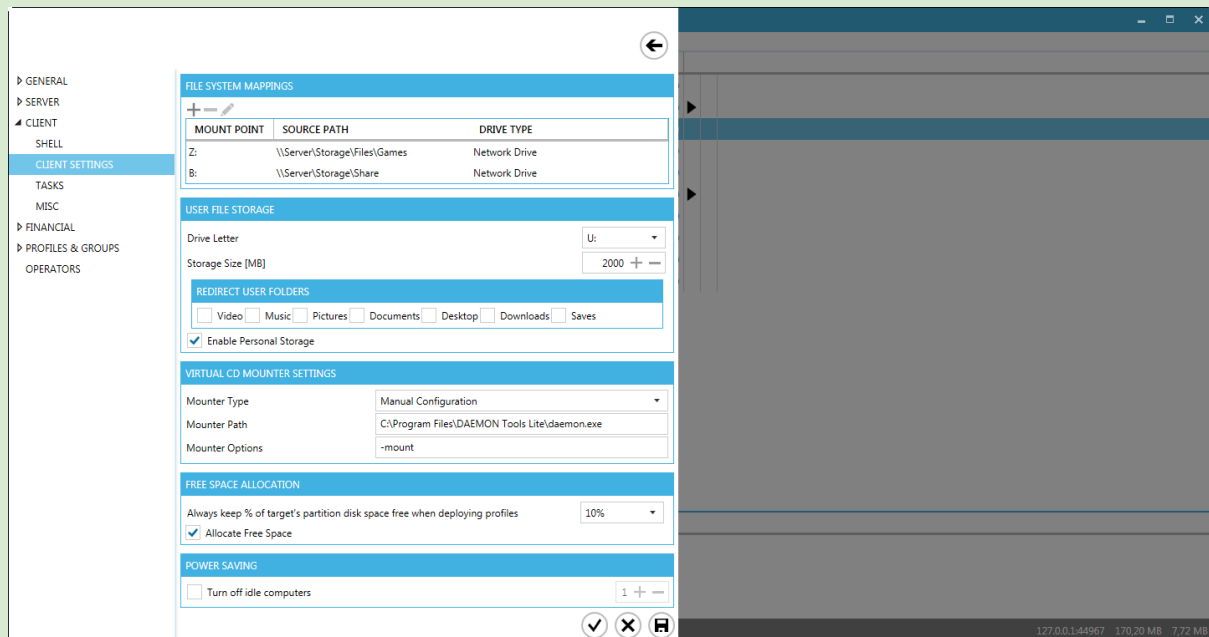 GENERAL
SERVER
CLIENT
SHELL
CLIENT SETTINGS
TASKS
MISC
FINANCIAL
PROFILES & GROUPS
OPERATORS
FILE SYSTEM MAPPINGS
MOUNT POINT SOURCE PATH DRIVE TYPE
Z: \\Server\Storage\Files\Games Network Drive
B: \\Server\Storage\Share Network Drive
USER FILE STORAGE
Drive Letter U:
Storage Size [MB] 2000
REDIRECT USER FOLDERS
Video Music Pictures Documents Desktop Downloads Saves
Enable Personal Storage
VIRTUAL CD MOUNTER SETTINGS
Mounter Type Manual Configuration
Mounter Path C:\Program Files\DAEMON Tools Lite\daemon.exe
Mounter Options -mount
FREE SPACE ALLOCATION
Always keep % of target's partition disk space free when deploying profiles 10%
Allocate Free Space
POWER SAVING
Turn off idle computers 1
127.0.0.1:44967 170,20 MB 7,72 MB